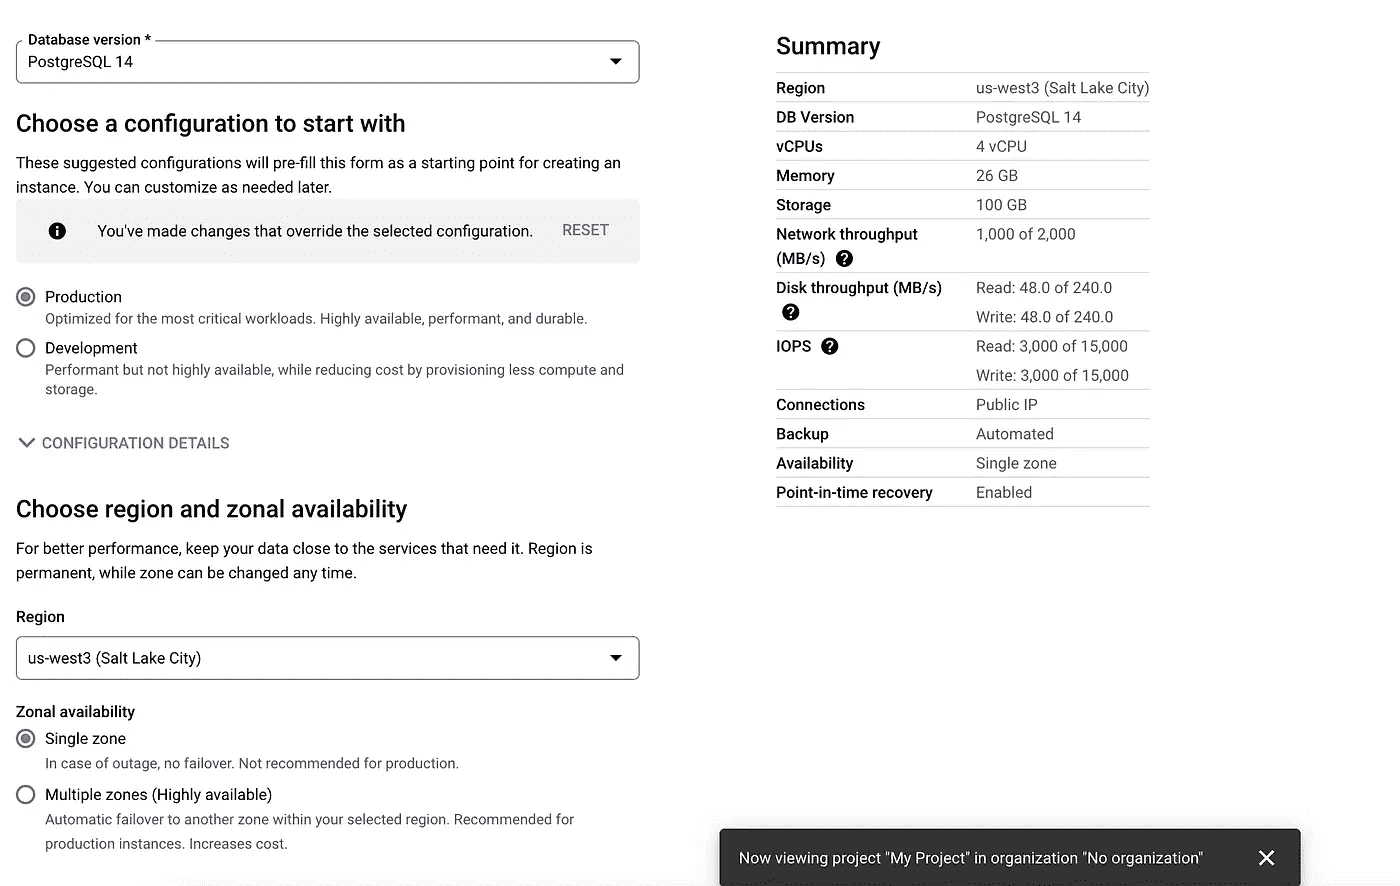 Database version *
PostgreSQL 14
Choose a configuration to start with
These suggested configurations will pre-fill this form as a starting point for creating an
instance. You can customize as needed later.
You've made changes that override the selected configuration. RESET
Production
Optimized for the most critical workloads. Highly available, performant, and durable.
Development
Performant but not highly available, while reducing cost by provisioning less compute and
storage.
CONFIGURATION DETAILS
Choose region and zonal availability
For better performance, keep your data close to the services that need it. Region is
permanent, while zone can be changed any time.
Region
us-west3 (Salt Lake City)
Zonal availability
Single zone
In case of outage, no failover. Not recommended for production.
Multiple zones (Highly available)
Automatic failover to another zone within your selected region. Recommended for
production instances. Increases cost.
Summary
Region us-west3 (Salt Lake City)
DB Version PostgreSQL 14
vCPUs 4 vCPU
Memory 26 GB
Storage 100 GB
Network throughput 1,000 of 2,000
(MB/s)
Disk throughput (MB/s) Read: 48.0 of 240.0
Write: 48.0 of 240.0
IOPS Read: 3,000 of 15,000
Write: 3,000 of 15,000
Connections Public IP
Backup Automated
Availability Single zone
Point-in-time recovery Enabled
Now viewing project "My Project" in organization "No organization"